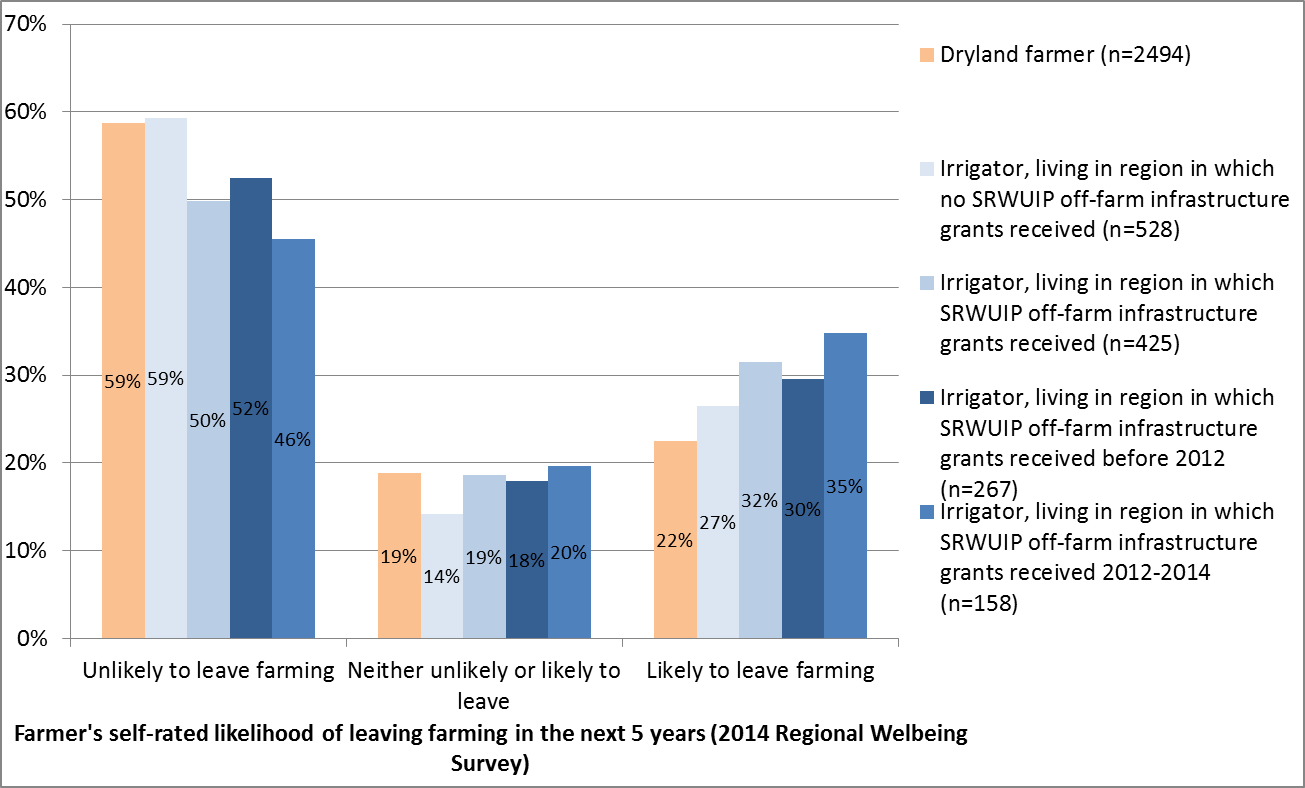 70%
60%
50%
40%
30%
20%
10%
0%
59%
59%
50%
52%
46%
19%
14%
19%
18%
20%
22%
27%
32%
30%
35%
Unlikely to leave farming
Neither unlikely or likely to
leave
Likely to leave farming
Farmer's self-rated likelihood of leaving farming in the next 5 years (2014 Regional Welbeing
Survey)
Dryland farmer (n=2494)
Irrigator, living in region in which
no SRWUIP off-farm infrastructure
grants received (n=528)
Irrigator, living in region in which
SRWUIP off-farm infrastructure
grants received (n=425)
Irrigator, living in region in which
SRWUIP off-farm infrastructure
grants received before 2012
(n=267)
Irrigator, living in region in which
SRWUIP off-farm infrastructure
grants received 2012-2014
(n=158)